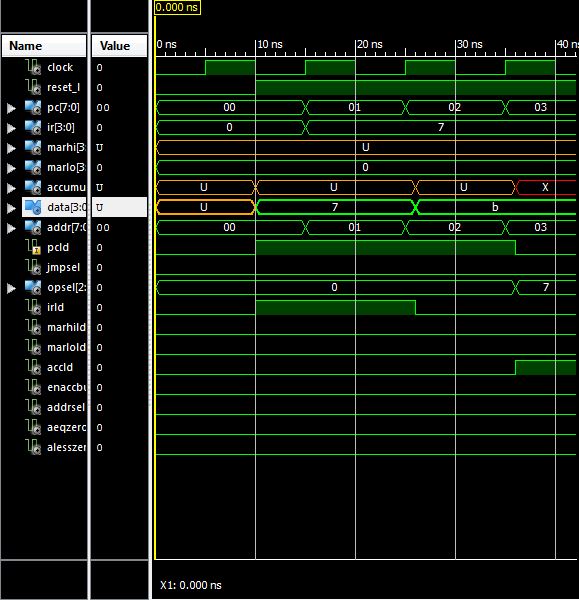 0.000 ns
Name Value 0 ns 10 ns 20 ns 30 ns 40 n
clock 0
reset_l 0
pc[7:0] 00 00 01 02 03
ir[3:0] 0 0 7
marhi[3: U U
marlo[3: 0 0
accumu U U U U X
data[3:0 U U 7 b
addr[7:0 00 00 01 02 03
pcld 0
jmpsel 0
opsel[2: 0 0 7
irld 0
marhild 0
marlold 0
accld 0
enaccbu 0
addrsel 0
aeqzero 0
alesszer 0
X1: 0.000 ns